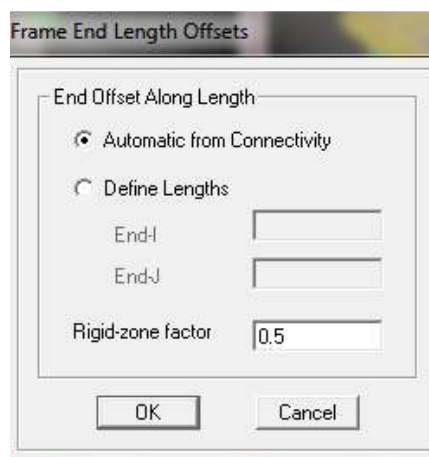 Frame End Length Offsets
End Offset Along Length
Automatic from Connectivity
Define Lengths
End-I
End-J
Rigid-zone factor 0.5
OK Cancel